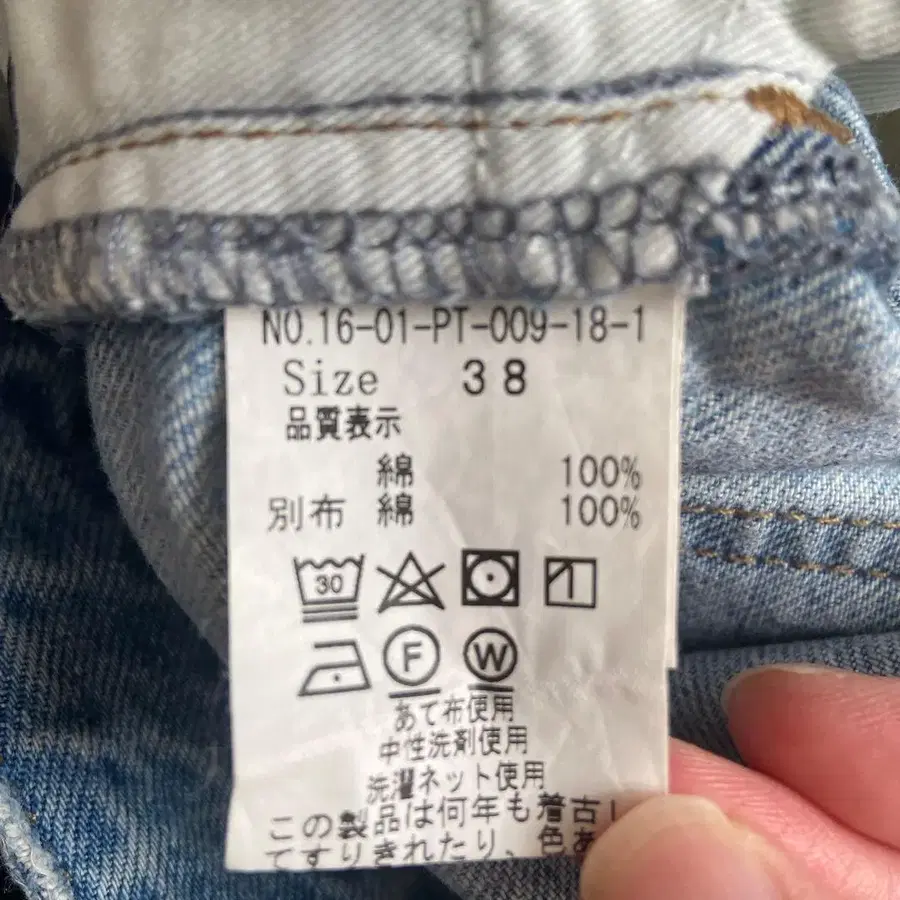 NO.16-01-PT-009-18-1
Size 38
品質表示
綿 100%
別布 綿 100%
30
F W
あて布使用
中性洗剤使用
洗濯ネット使用
この製品は何年も着古し
てすりきれたり、色あ